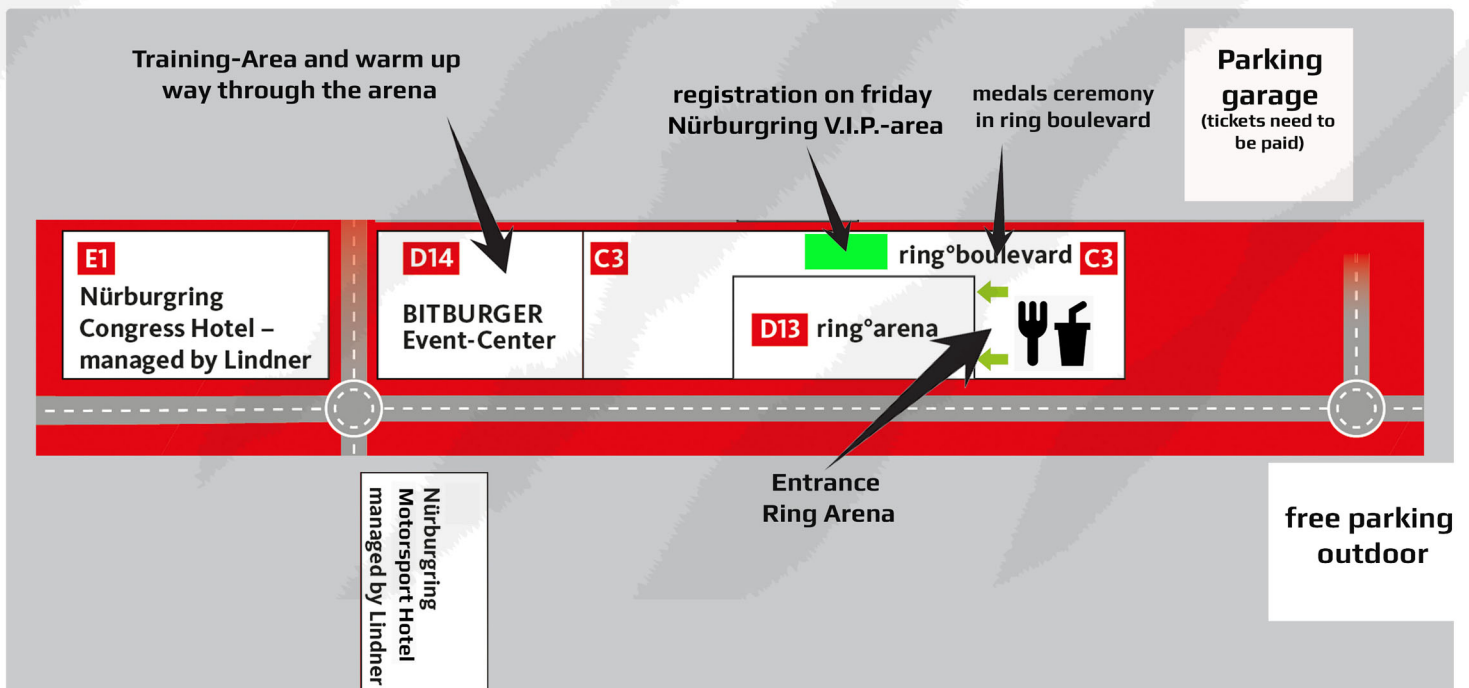 Training-Area and warm up
way through the arena
registration on friday
Nürburgring V.I.P.-area
medals ceremony
in ring boulevard
Parking
garage
(tickets need to
be paid)
E1
Nürburgring
Congress Hotel –
managed by Lindner
D14
BITBURGER
Event-Center
C3
ring°boulevard C3
D13 ring°arena
Entrance
Ring Arena
Nürburgring
Motorsport Hotel
managed by Lindner
free parking
outdoor